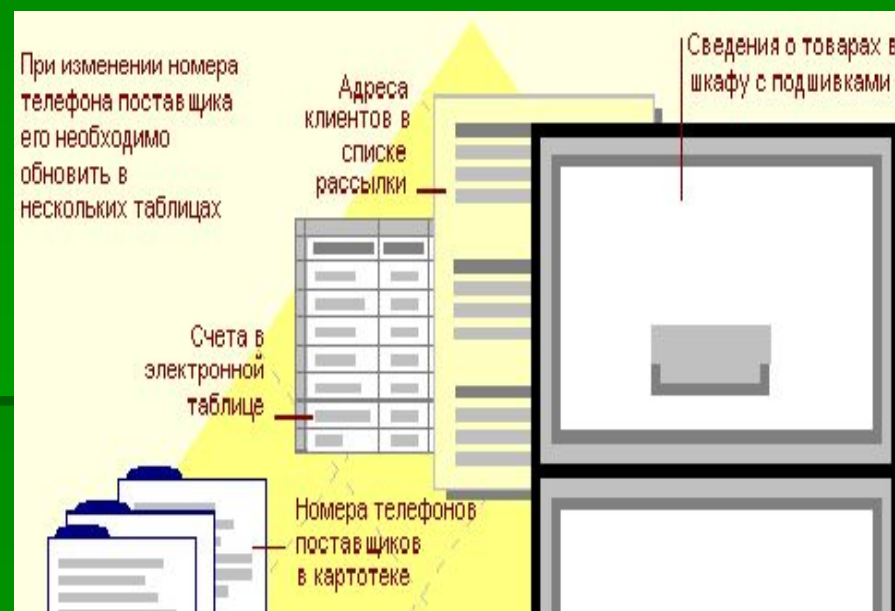 При изменении номера
телефона поставщика
его необходимо
обновить в
нескольких таблицах
Адреса
клиентов в
списке
рассылки
Сведения о товарах в
шкафу с подшивками
Счета в
электронной
таблице
Номера телефонов
поставщиков
в картотеке